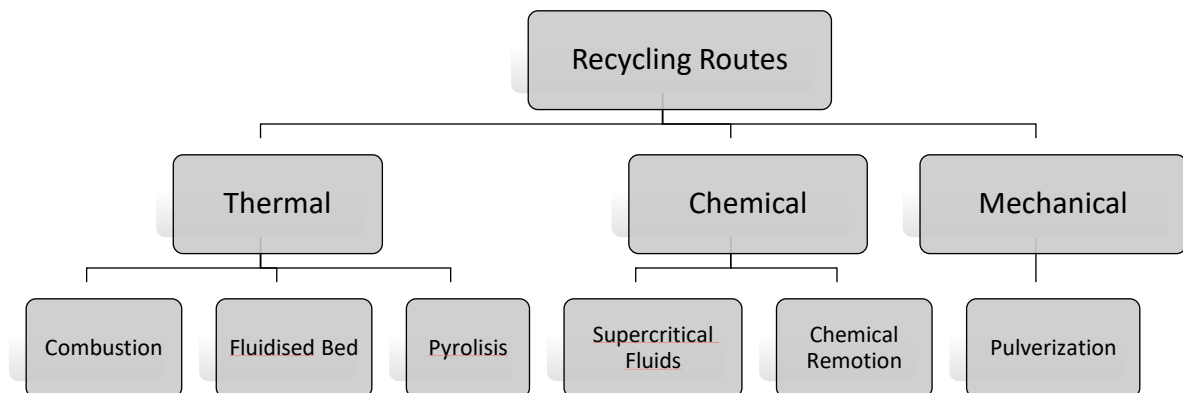 Recycling Routes
Thermal
Chemical
Mechanical
Combustion
Fluidised Bed
Pyrolisis
Supercritical
Fluids
Chemical
Remotion
Pulverization